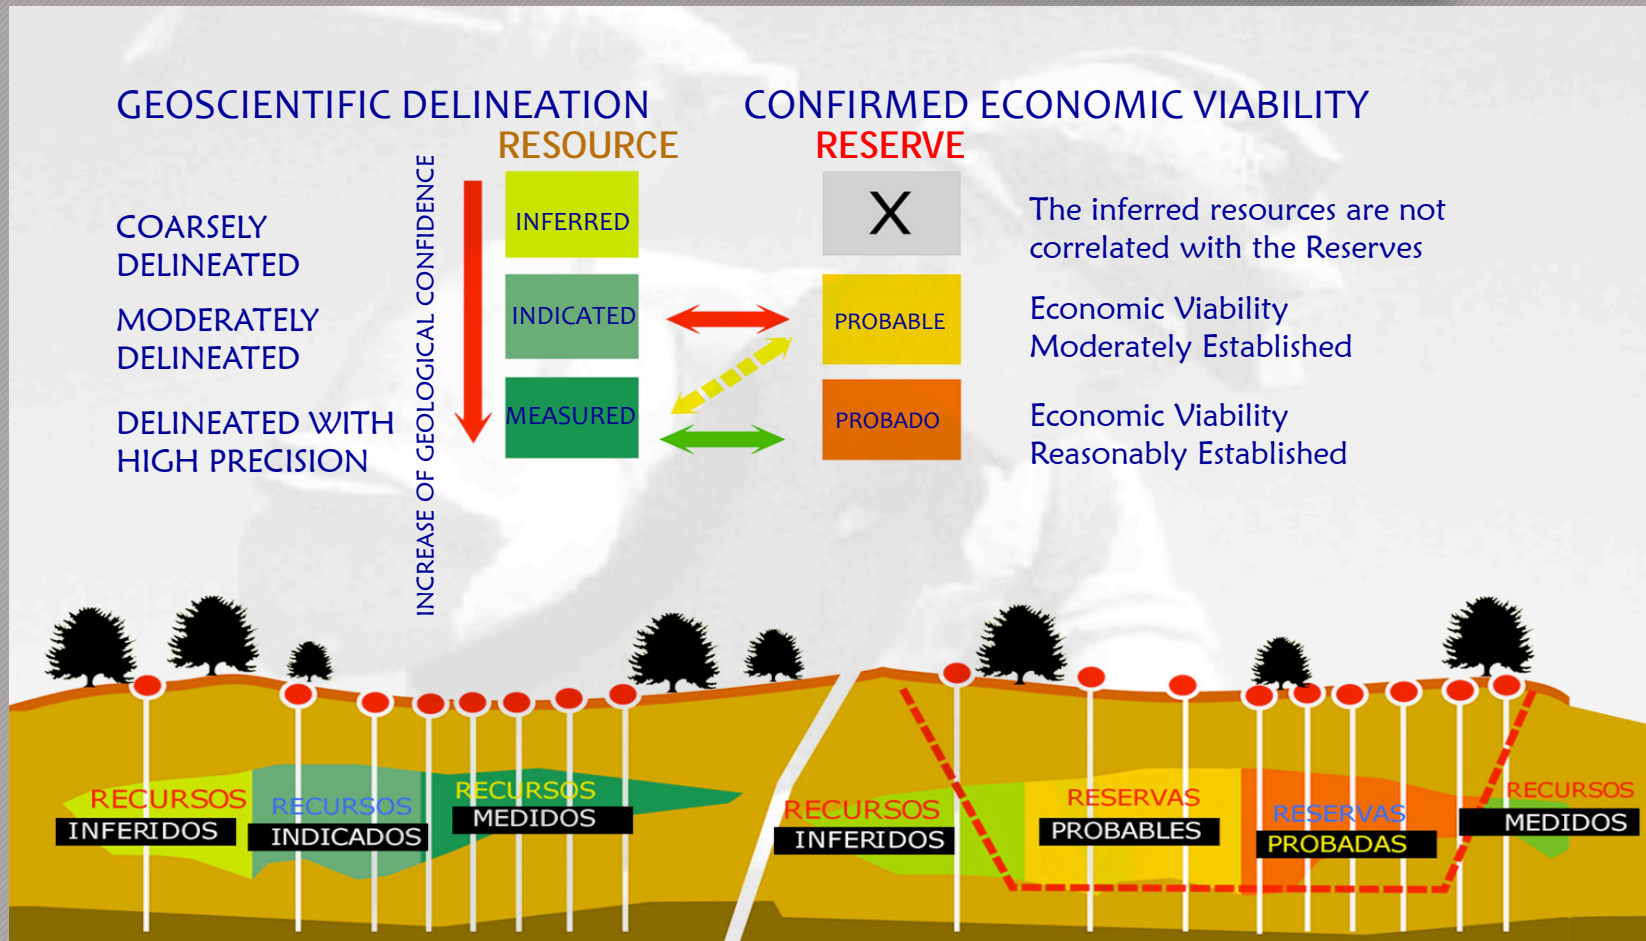 GEOSCIENTIFIC DELINEATION
CONFIRMED ECONOMIC VIABILITY
RESOURCE
RESERVE
INCREASE OF GEOLOGICAL CONFIDENCE
COARSELY
DELINEATED
INFERRED
X
The inferred resources are not
correlated with the Reserves
MODERATELY
DELINEATED
INDICATED
PROBABLE
Economic Viability
Moderately Established
DELINEATED WITH
HIGH PRECISION
MEASURED
PROBADO
Economic Viability
Reasonably Established
RECURSOS
INFERIDOS
RECURSOS
INDICADOS
RECURSOS
MEDIDOS
RECURSOS
INFERIDOS
RESERVAS
PROBABLES
RESERVAS
PROBADAS
RECURSOS
MEDIDOS